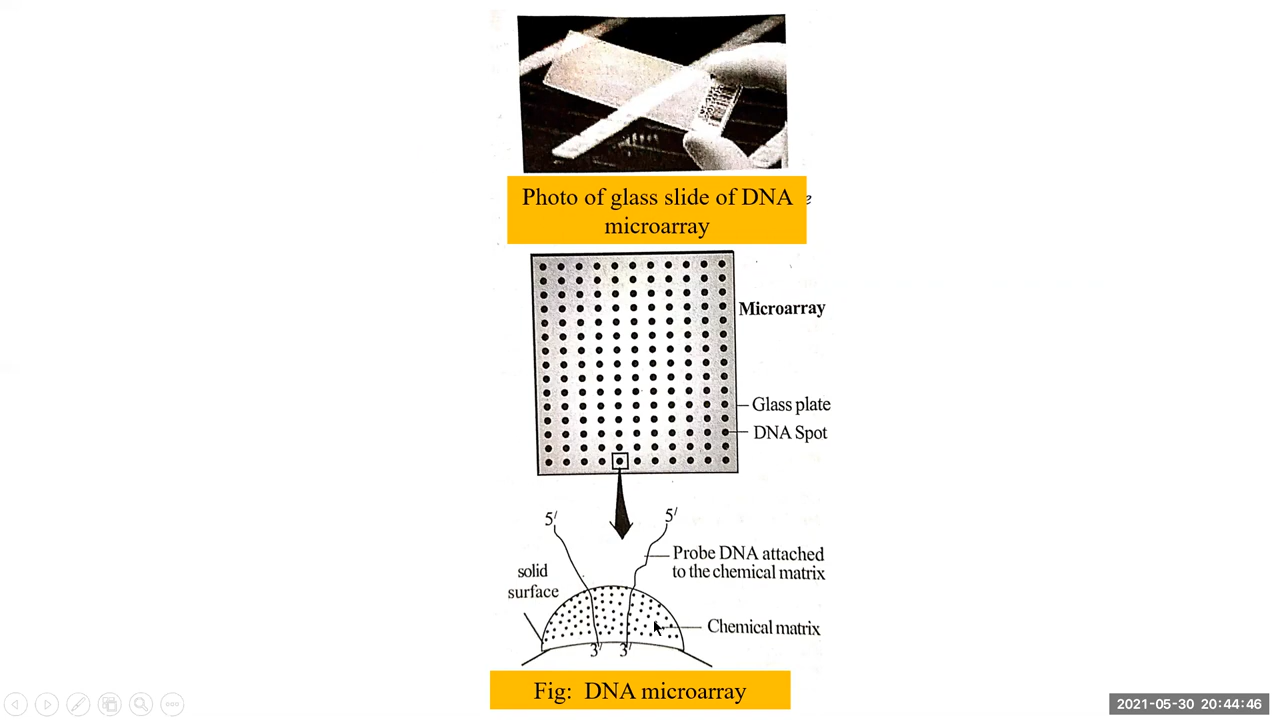 Photo of glass slide of DNA
microarray
e
Microarray
Glass plate
DNA Spot
5/
5/
Probe DNA attached
to the chemical matrix
solid
surface
Chemical matrix
3/
3/
Fig: DNA microarray
2021-05-30 20:44:46